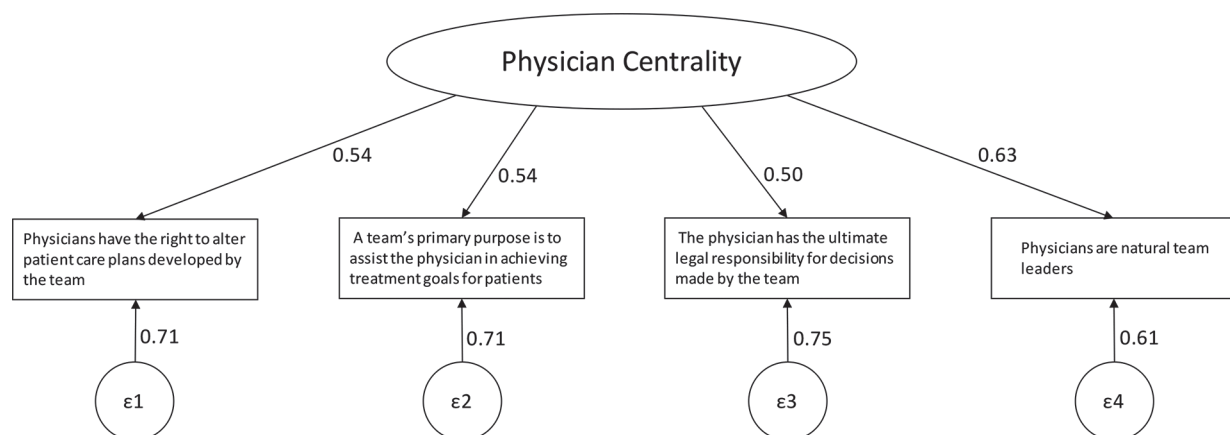 Physician Centrality
0.54
0.54
0.50
0.63
Physicians have the right to alter
patient care plans developed by
the team
A team's primary purpose is to
assist the physician in achieving
treatment goals for patients
The physician has the ultimate
legal responsibility for decisions
made by the team
Physicians are natural team
leaders
0.71
0.71
0.75
0.61
ε1
ε2
ε3
ε4